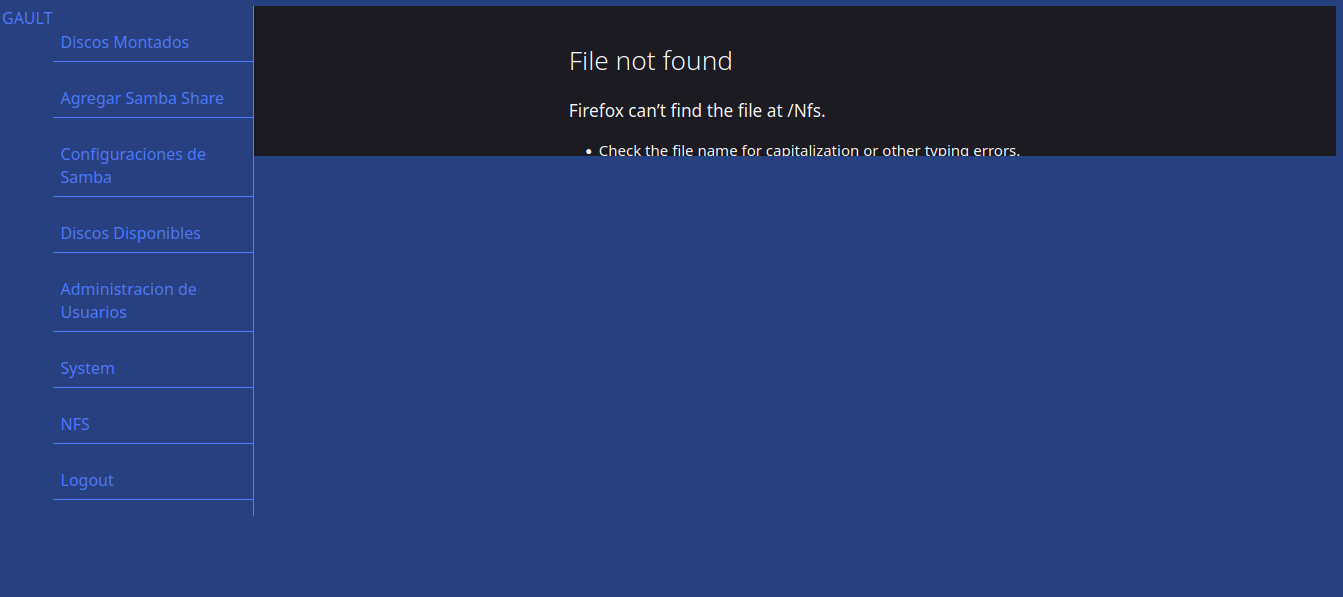 GAULT
Discos Montados
Agregar Samba Share
Configuraciones de
Samba
Discos Disponibles
Administracion de
Usuarios
System
NFS
Logout
File not found
Firefox can’t find the file at /Nfs.
• Check the file name for capitalization or other typing errors.